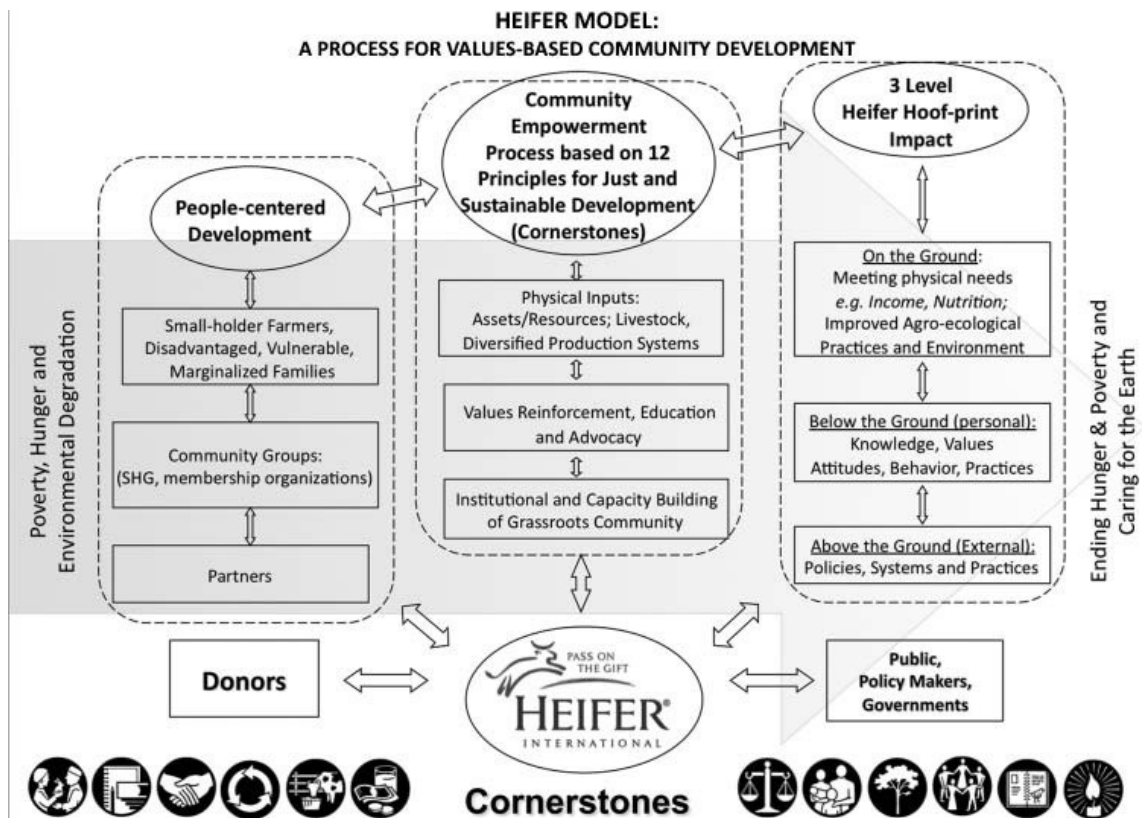 HEIFER MODEL:
A PROCESS FOR VALUES-BASED COMMUNITY DEVELOPMENT
Poverty, Hunger and
Environmental Degradation
People-centered
Development
Small-holder Farmers,
Disadvantaged, Vulnerable,
Marginalized Families
Community Groups:
(SHG, membership organizations)
Partners
Community
Empowerment
Process based on 12
Principles for Just and
Sustainable Development
(Cornerstones)
Physical Inputs:
Assets/Resources; Livestock,
Diversified Production Systems
Values Reinforcement, Education
and Advocacy
Institutional and Capacity Building
of Grassroots Community
3 Level
Heifer Hoof-print
Impact
On the Ground:
Meeting physical needs
e.g. Income, Nutrition;
Improved Agro-ecological
Practices and Environment
Below the Ground (personal):
Knowledge, Values
Attitudes, Behavior, Practices
Above the Ground (External):
Policies, Systems and Practices
Ending Hunger & Poverty and
Caring for the Earth
Donors
PASS ON
THE GIFT
HEIFER®
INTERNATIONAL
Public,
Policy Makers,
Governments
Cornerstones